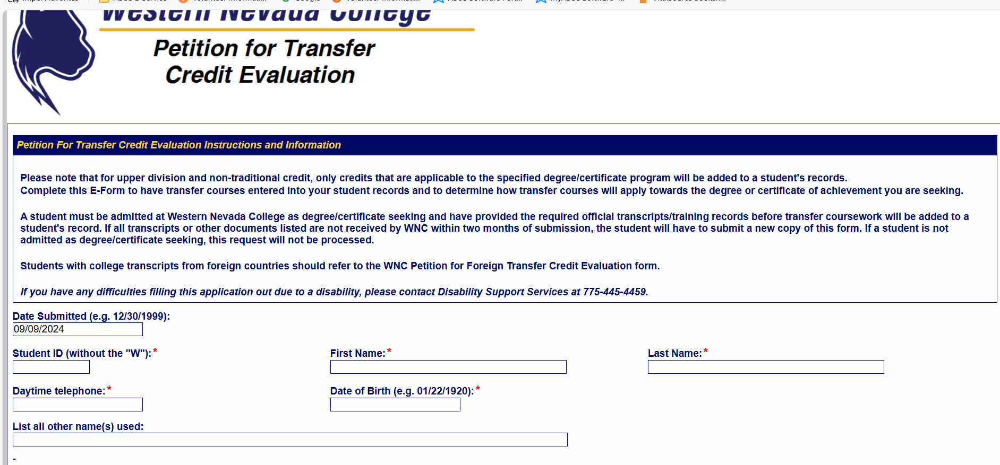 Import favorites
Western Nevada College
Petition for Transfer
Credit Evaluation
Petition For Transfer Credit Evaluation Instructions and Information
Please note that for upper division and non-traditional credit, only credits that are applicable to the specified degree/certificate program will be added to a student's records.
Complete this E-Form to have transfer courses entered into your student records and to determine how transfer courses will apply towards the degree or certificate of achievement you are seeking.
A student must be admitted at Western Nevada College as degree/certificate seeking and have provided the required official transcripts/training records before transfer coursework will be added to a
student's record. If all transcripts or other documents listed are not received by WNC within two months of submission, the student will have to submit a new copy of this form. If a student is not
admitted as degree/certificate seeking, this request will not be processed.
Students with college transcripts from foreign countries should refer to the WNC Petition for Foreign Transfer Credit Evaluation form.
If you have any difficulties filling this application out due to a disability, please contact Disability Support Services at 775-445-4459.
Date Submitted (e.g. 12/30/1999):
09/09/2024
Student ID (without the "W"):* First Name:* Last Name:*
Daytime telephone:* Date of Birth (e.g. 01/22/1920):*
List all other name(s) used:
-